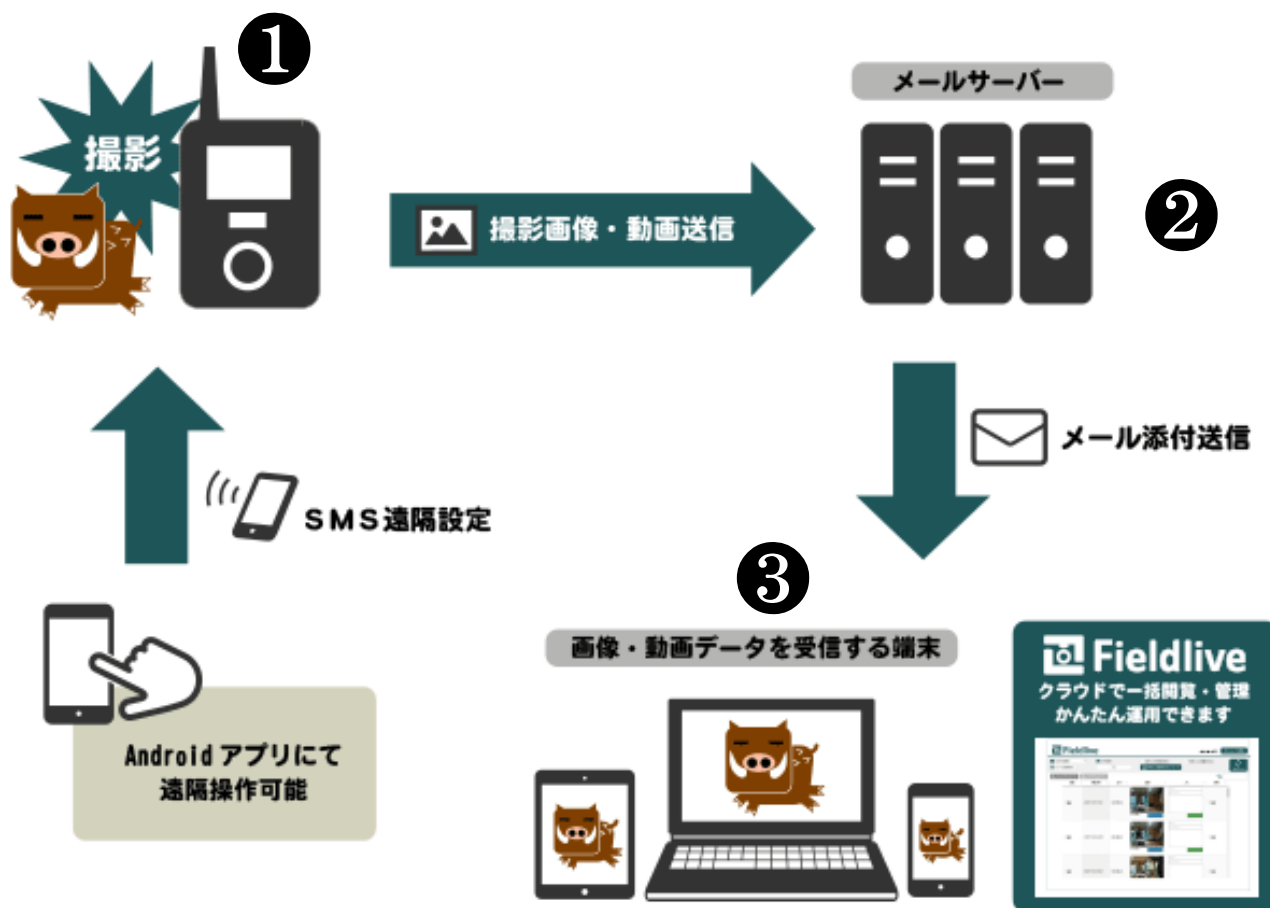 ❶
撮影
撮影画像・動画送信
メールサーバー
❷
メール添付送信
SMS遠隔設定
Androidアプリにて
遠隔操作可能
❸
画像・動画データを受信する端末
Fieldlive
クラウドで一括閲覧・管理
かんたん運用できます
Fieldlive